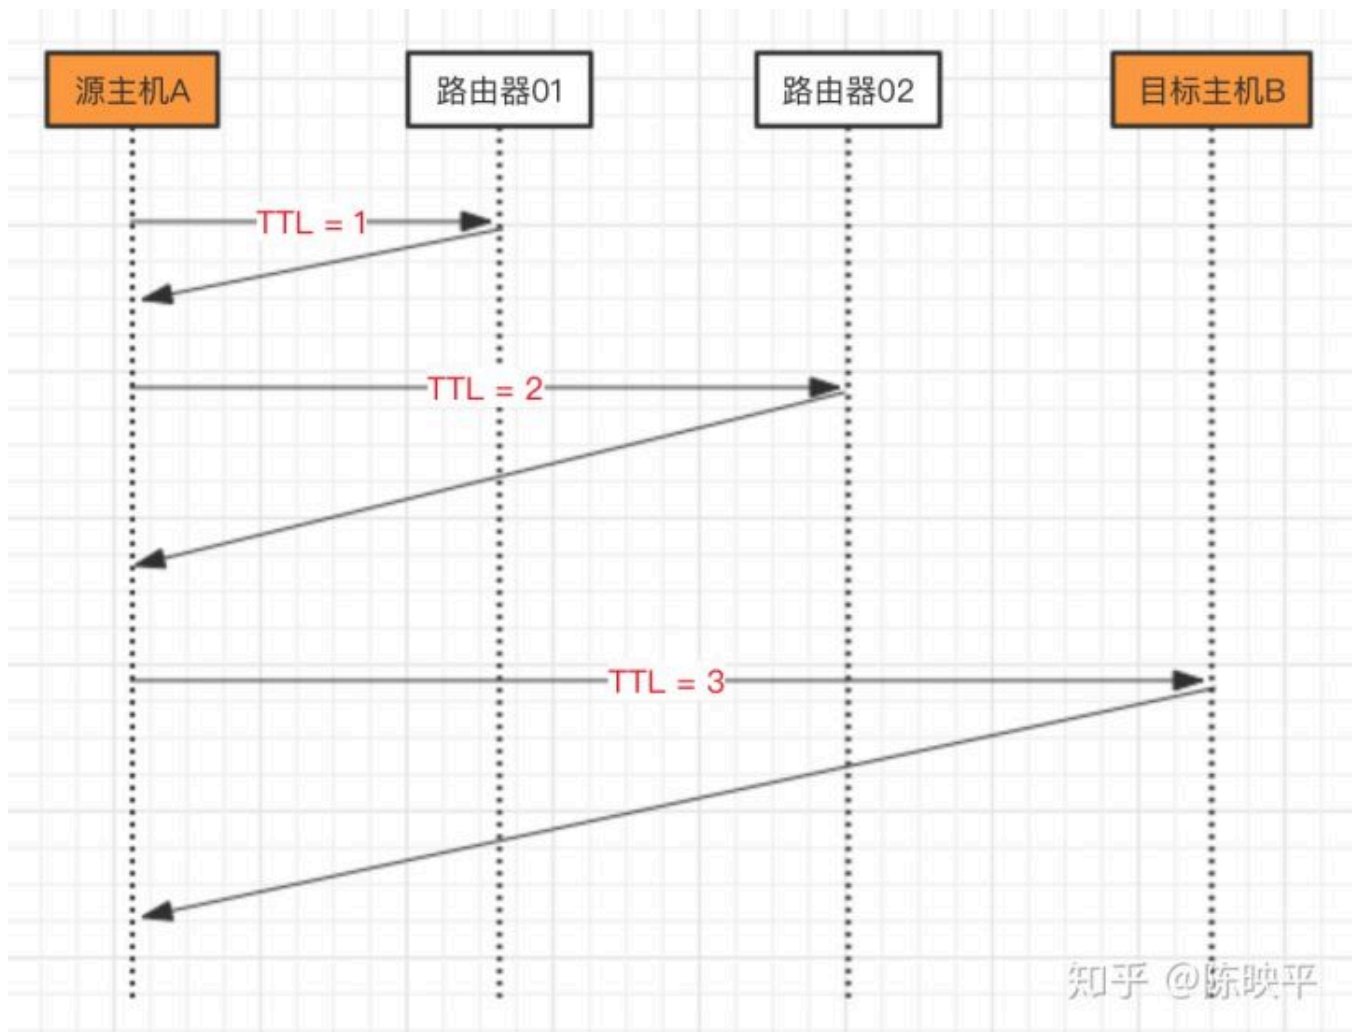 源主机A
路由器01
路由器02
目标主机B
TTL = 1
TTL = 2
TTL = 3
知乎 @陈映平